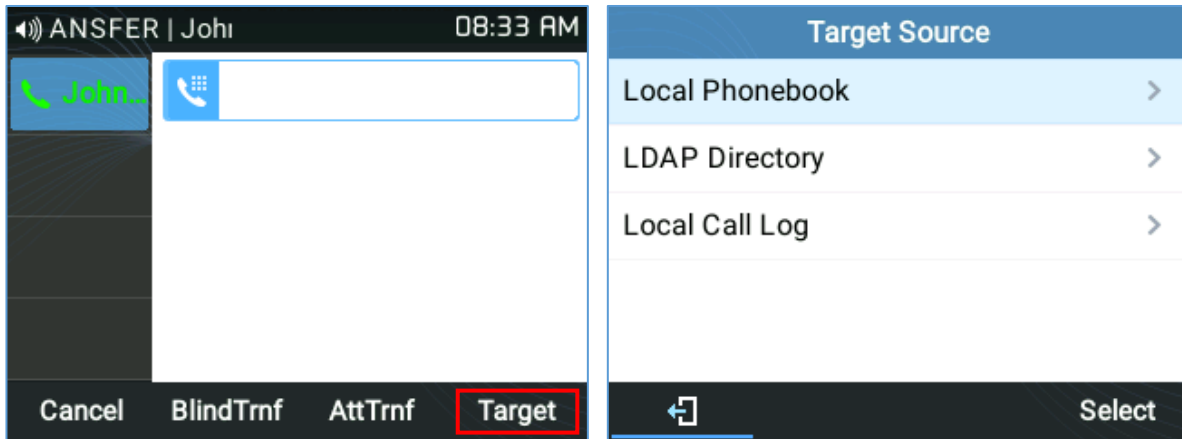 ANSFER | John
08:33 AM
John...
Cancel BlindTrnf AttTrnf Target
Target Source
Local Phonebook
LDAP Directory
Local Call Log
Select